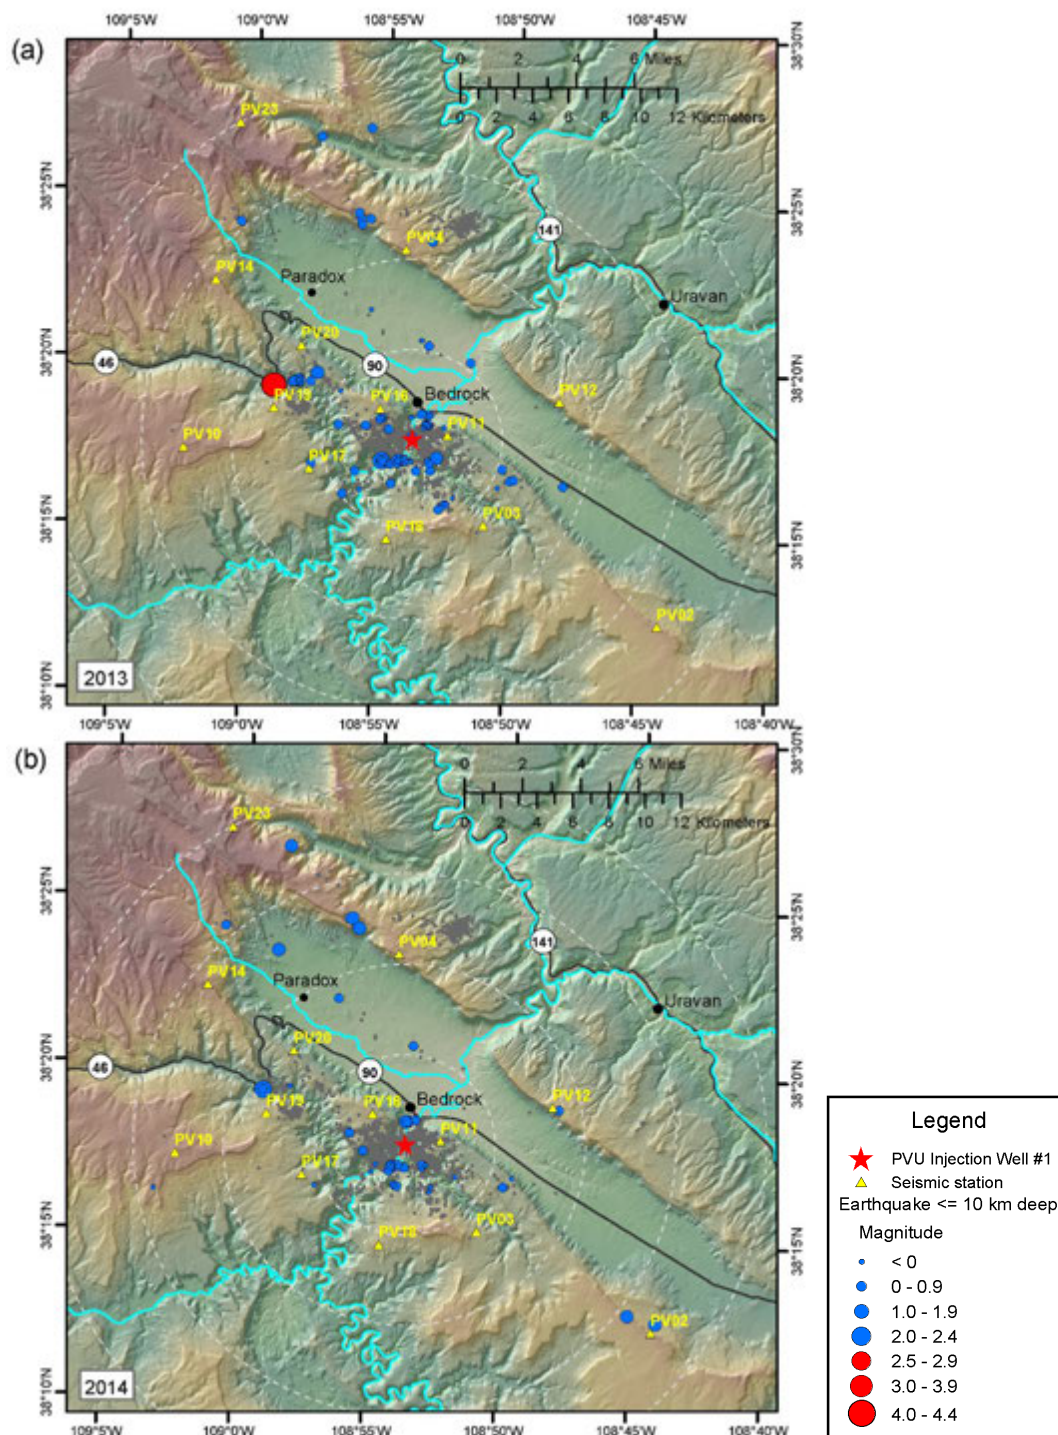 109°5'W 109°0'W 108°55'W 108°50'W 108°45'W
(a)
0 2 4 6 Miles
0 2 4 6 8 10 12 Kilometers
38°30'N
PV23
38°25'N
38°25'N
PV04
141
PV14
Paradox
Uravan
PV20
38°20'N
46
90
38°20'N
PV13
PV16
Bedrock
PV12
PV11
PV10
PV17
38°15'N
PV03
PV18
38°15'N
PV02
2013
38°10'N
109°5'W 109°0'W 108°55'W 108°50'W 108°45'W 108°40'W
(b)
0 2 4 6 Miles
0 2 4 6 8 10 12 Kilometers
38°30'N
PV23
38°25'N
38°25'N
PV04
141
PV14
Paradox
Uravan
PV20
38°20'N
46
90
38°20'N
PV13
PV16
Bedrock
PV12
PV11
PV10
PV17
38°15'N
PV03
PV18
38°15'N
PV02
2014
38°10'N
109°5'W 109°0'W 108°55'W 108°50'W 108°45'W 108°40'W
Legend
PVU Injection Well #1
Seismic station
Earthquake <= 10 km deep
Magnitude
< 0
0 - 0.9
1.0 - 1.9
2.0 - 2.4
2.5 - 2.9
3.0 - 3.9
4.0 - 4.4